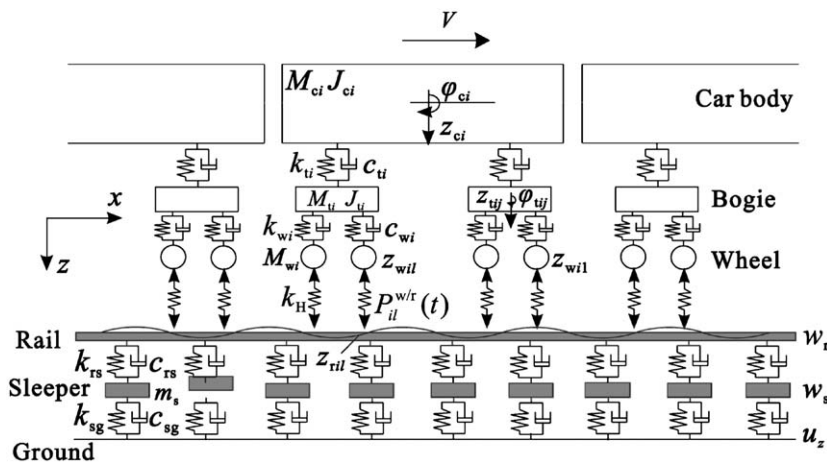 V
M_ci J_ci
φ_ci
z_ci
Car body
k_ti
c_ti
x
M_ti J_ti
z_tij
φ_tij
Bogie
k_wi
c_wi
z
M_wi
z_wil
z_wi1
Wheel
k_H
P_il^w/r(t)
Rail
z_ril
w_r
k_rs
c_rs
Sleeper
m_s
w_s
k_sg
c_sg
u_z
Ground